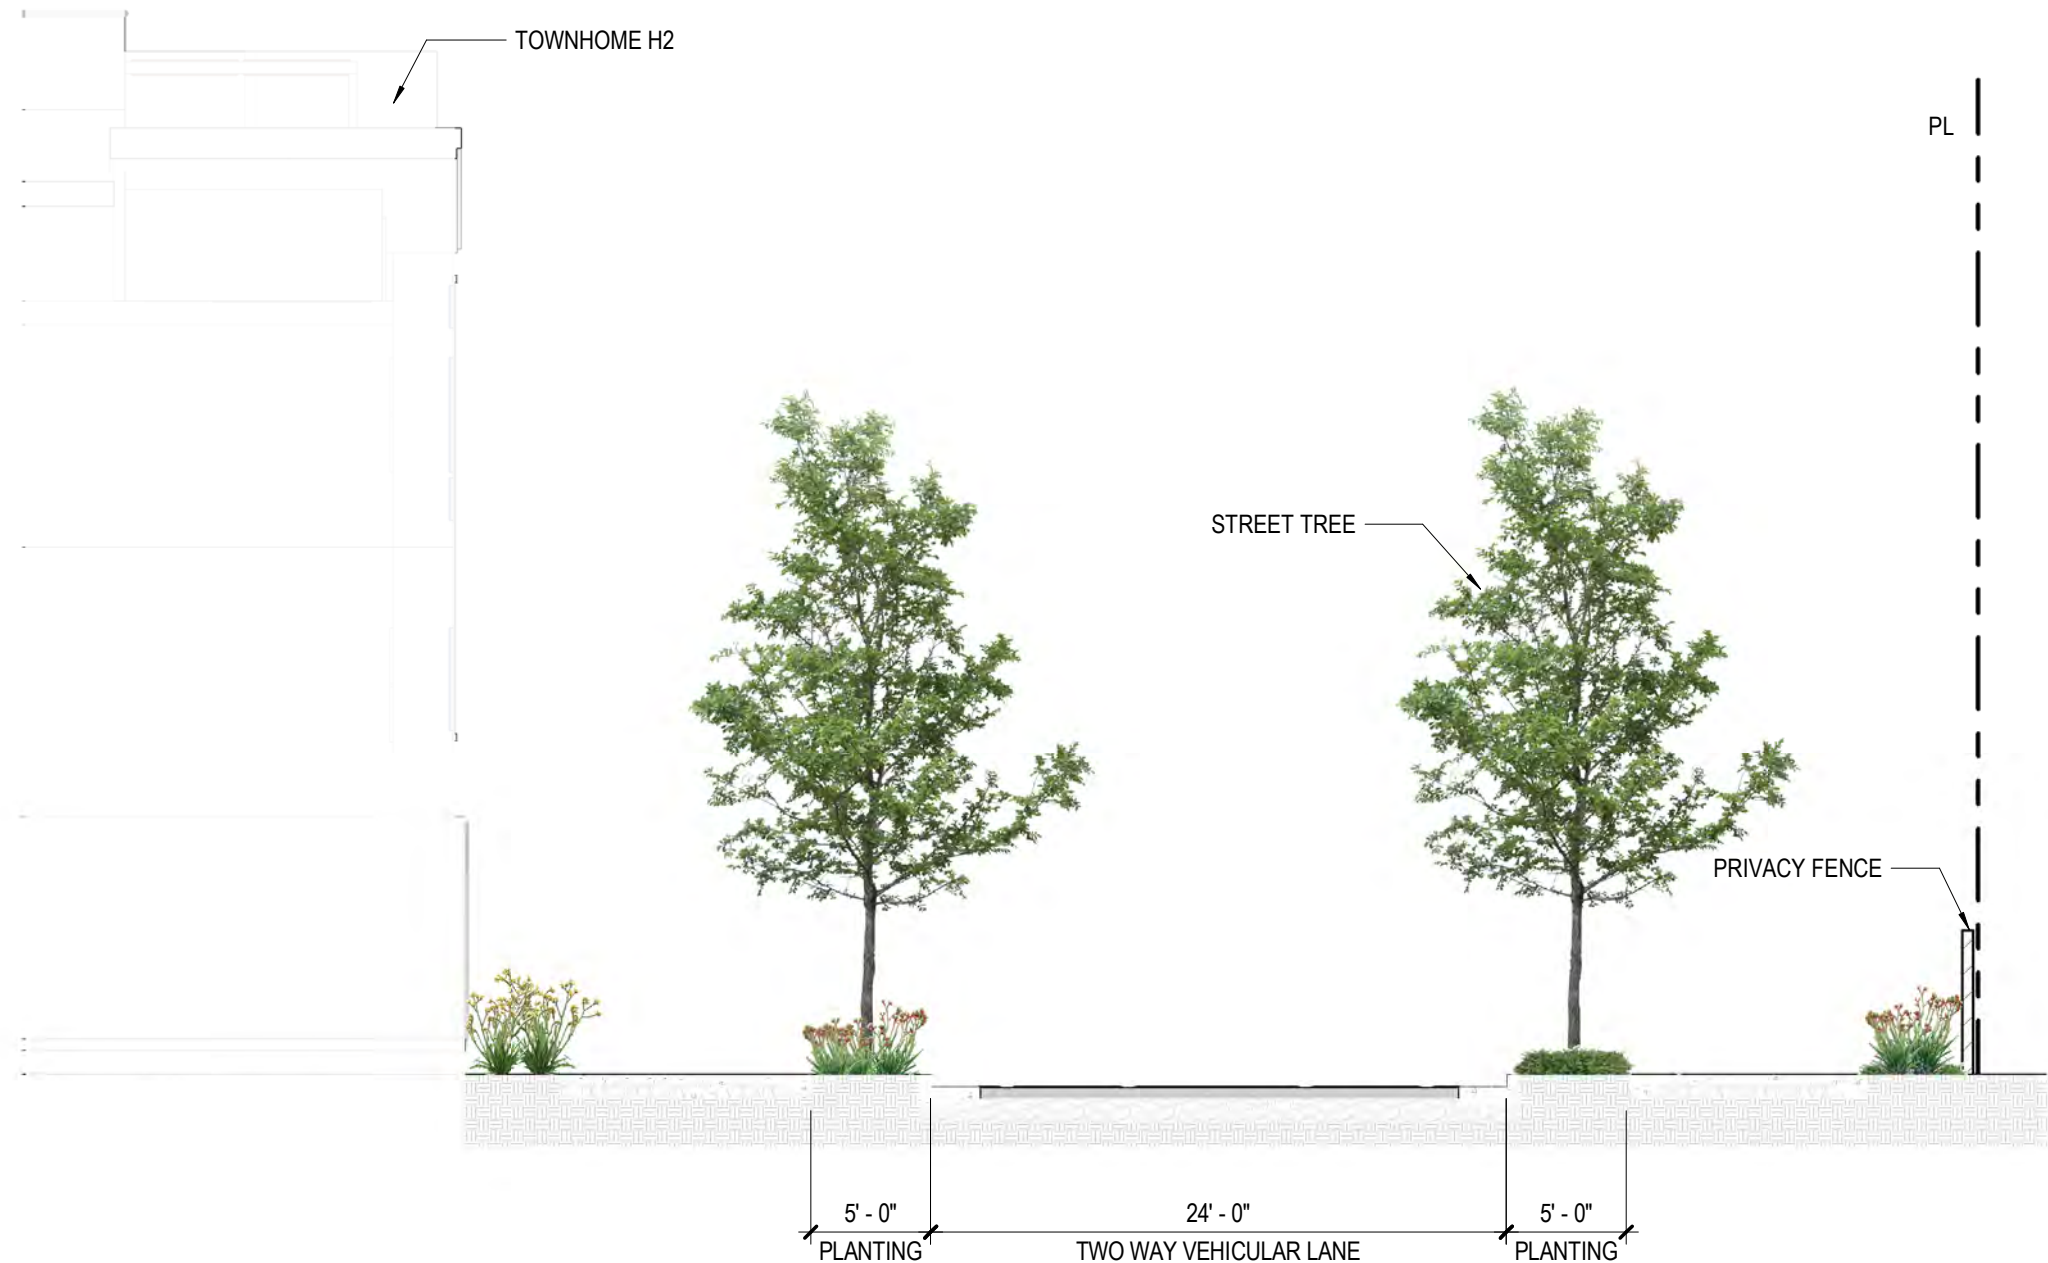 TOWNHOME H2
PL
STREET TREE
PRIVACY FENCE
5' - 0"
24' - 0"
5' - 0"
PLANTING
TWO WAY VEHICULAR LANE
PLANTING